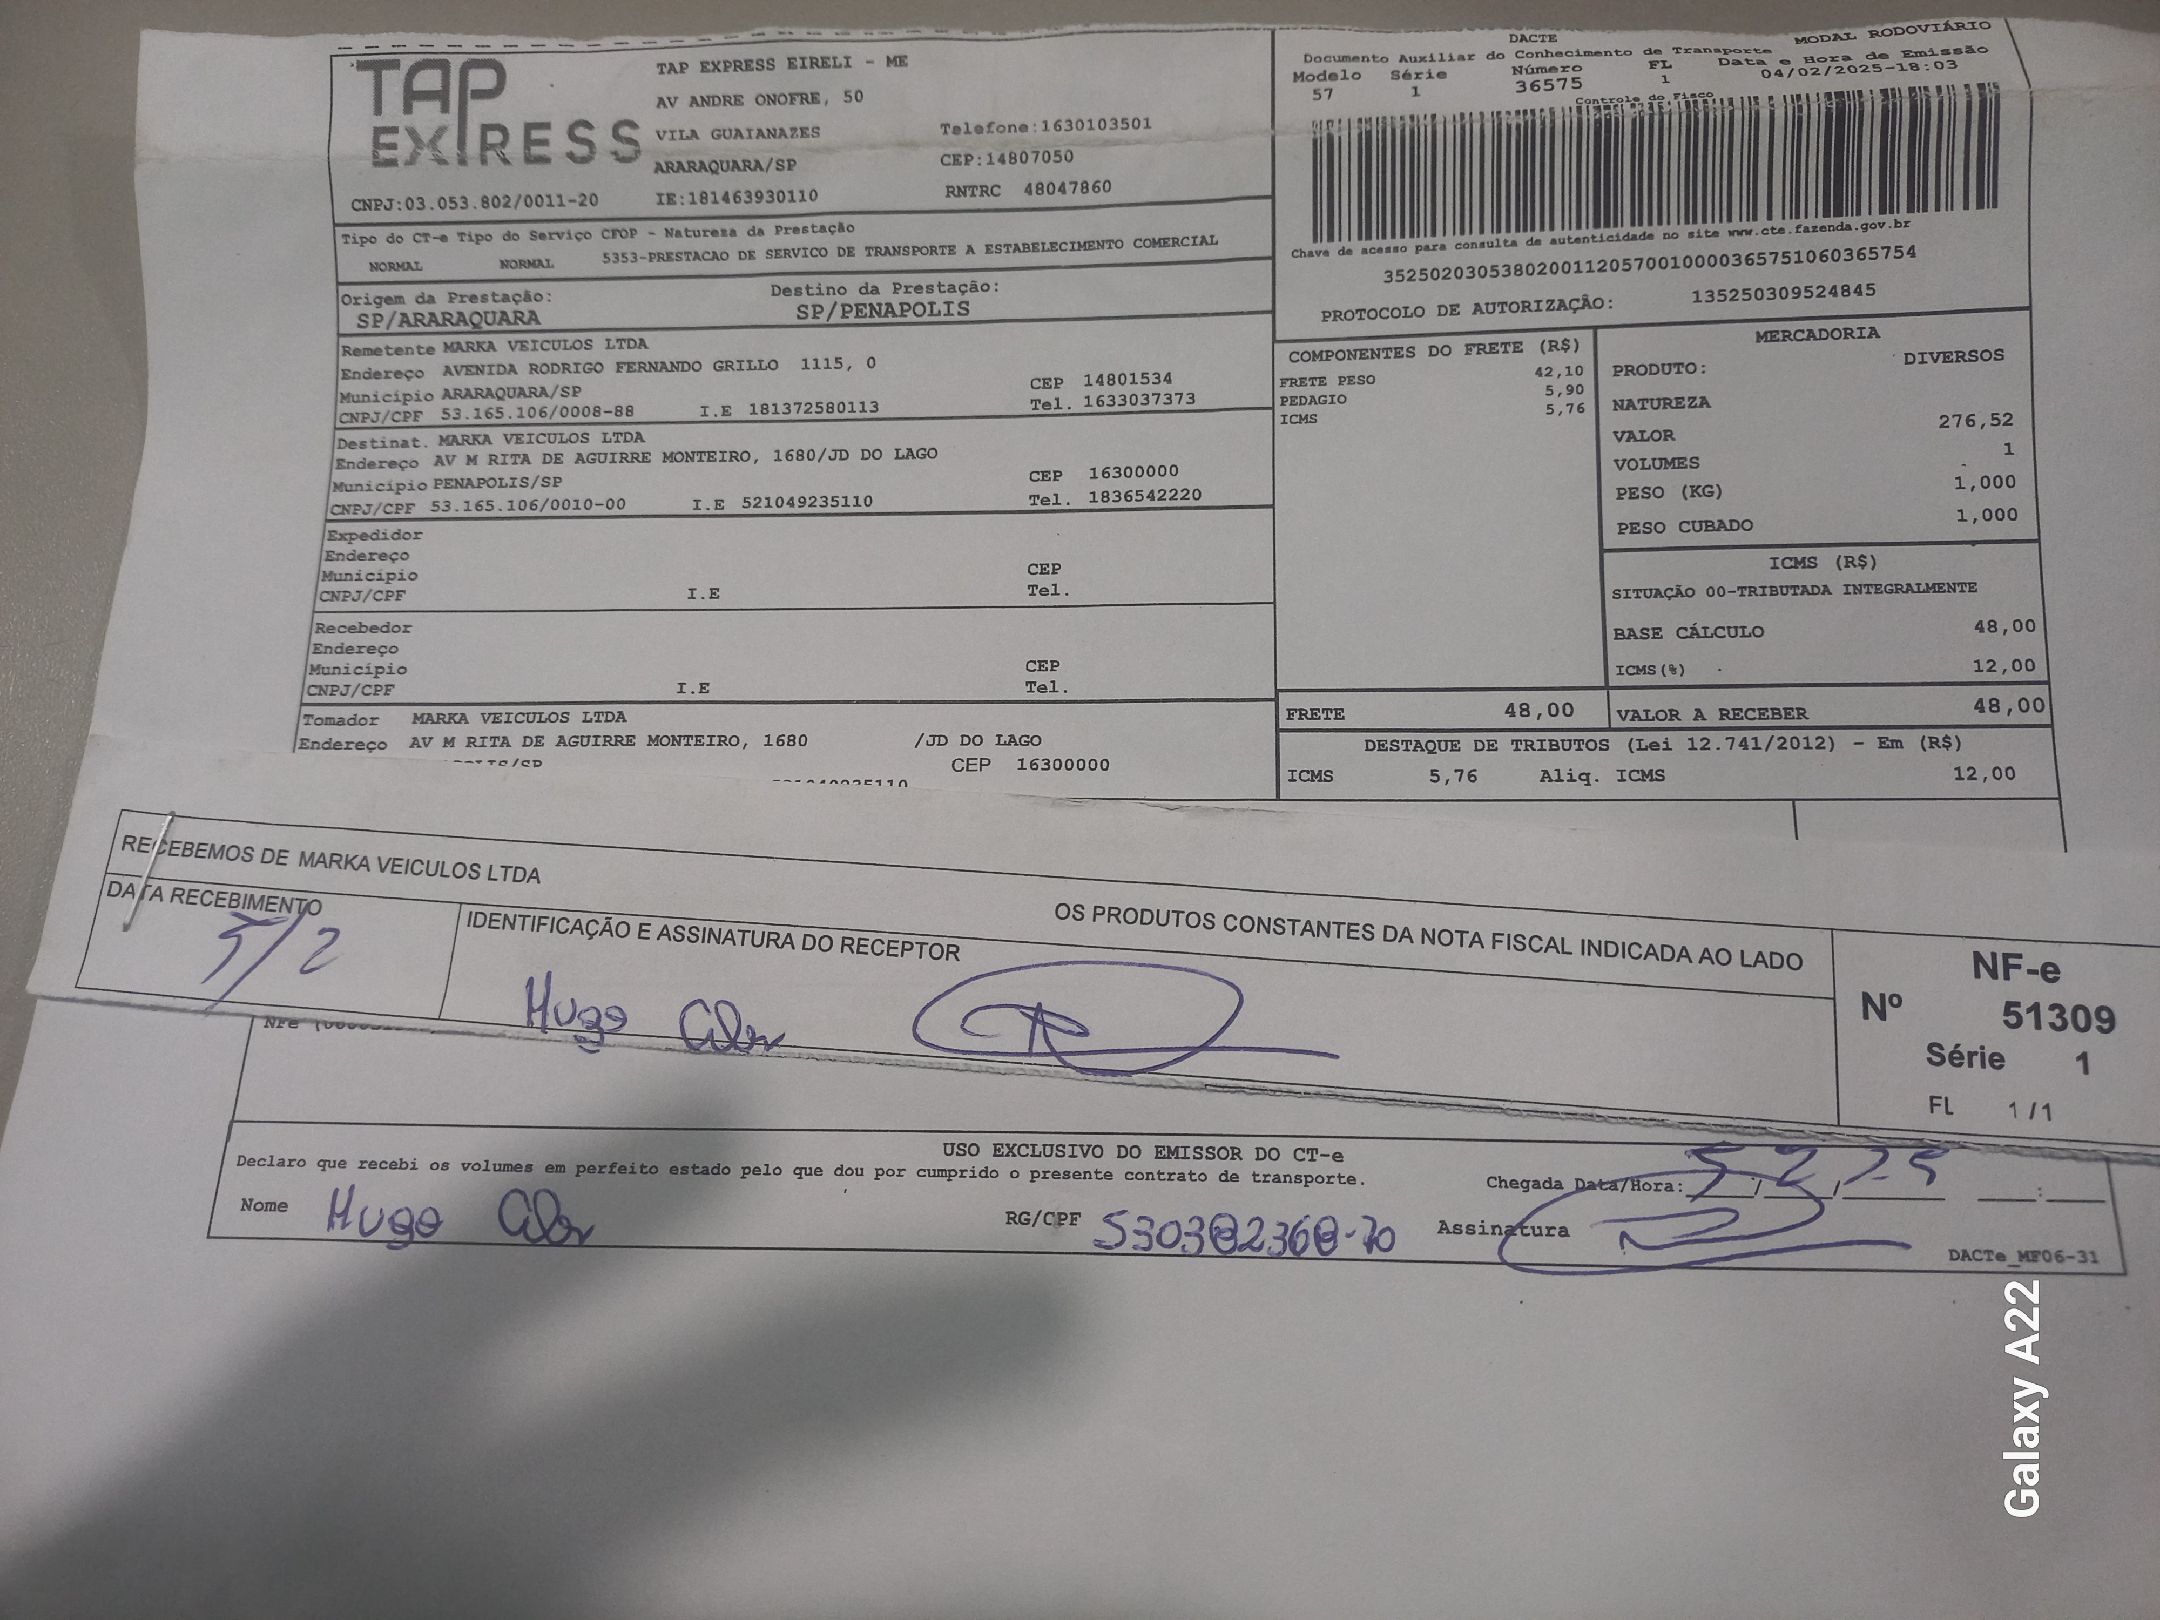 TAP EXPRESS
TAP EXPRESS EIRELI - ME
AV ANDRE ONOFRE, 50
VILA GUAIANAZES Telefone:1630103501
ARARAQUARA/SP CEP:14807050
CNPJ:03.053.802/0011-20 IE:181463930110 RNTRC 48047860
DACTE MODAL RODOVIÁRIO
Documento Auxiliar do Conhecimento de Transporte
Modelo Série Número FL Data e Hora de Emissão
57 1 36575 1 04/02/2025-18:03
Controle do Fisco
Chave de acesso para consulta de autenticidade no site www.cte.fazenda.gov.br
35250203053802001120570010000365751060365754
PROTOCOLO DE AUTORIZAÇÃO: 135250309524845
Tipo do CT-e Tipo do Serviço CFOP - Natureza da Prestação
NORMAL NORMAL 5353-PRESTACAO DE SERVICO DE TRANSPORTE A ESTABELECIMENTO COMERCIAL
Origem da Prestação: Destino da Prestação:
SP/ARARAQUARA SP/PENAPOLIS
Remetente MARKA VEICULOS LTDA
Endereço AVENIDA RODRIGO FERNANDO GRILLO 1115, 0
Município ARARAQUARA/SP CEP 14801534
CNPJ/CPF 53.165.106/0008-88 I.E 181372580113 Tel. 1633037373
Destinat. MARKA VEICULOS LTDA
Endereço AV M RITA DE AGUIRRE MONTEIRO, 1680/JD DO LAGO
Município PENAPOLIS/SP CEP 16300000
CNPJ/CPF 53.165.106/0010-00 I.E 521049235110 Tel. 1836542220
Expedidor
Endereço
Município CEP
CNPJ/CPF I.E Tel.
Recebedor
Endereço
Município CEP
CNPJ/CPF I.E Tel.
Tomador MARKA VEICULOS LTDA
Endereço AV M RITA DE AGUIRRE MONTEIRO, 1680 /JD DO LAGO
CEP 16300000
COMPONENTES DO FRETE (R$)
FRETE PESO 42,10
PEDAGIO 5,90
ICMS 5,76
MERCADORIA
PRODUTO: DIVERSOS
NATUREZA
VALOR 276,52
VOLUMES 1
PESO (KG) 1,000
PESO CUBADO 1,000
ICMS (R$)
SITUAÇÃO 00-TRIBUTADA INTEGRALMENTE
BASE CÁLCULO 48,00
ICMS(%) 12,00
FRETE 48,00 VALOR A RECEBER 48,00
DESTAQUE DE TRIBUTOS (Lei 12.741/2012) - Em (R$)
ICMS 5,76 Aliq. ICMS 12,00
RECEBEMOS DE MARKA VEICULOS LTDA
OS PRODUTOS CONSTANTES DA NOTA FISCAL INDICADA AO LADO
DATA RECEBIMENTO IDENTIFICAÇÃO E ASSINATURA DO RECEPTOR
5/2 Hugo
NF-e
Nº 51309
Série 1
FL 1/1
USO EXCLUSIVO DO EMISSOR DO CT-e
Declaro que recebi os volumes em perfeito estado pelo que dou por cumprido o presente contrato de transporte.
Chegada Data/Hora: 5/2/25 :
Nome Hugo RG/CPF 530382368-70 Assinatura
DACTe_MF06-31
Galaxy A22